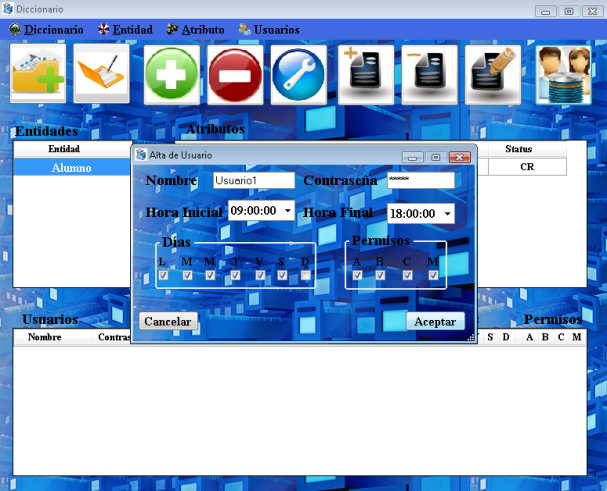 Diccionario
Diccionario Entidad Atributo Usuarios
Entidades Atributos
Entidad Status
Alumno CR
Alta de Usuario
Nombre Usuario1 Contraseña *****
Hora Inicial 09:00:00 Hora Final 18:00:00
Días Permisos
L M M J V S D A B C M
Cancelar Aceptar
Usuarios Permisos
Nombre Contras S D A B C M